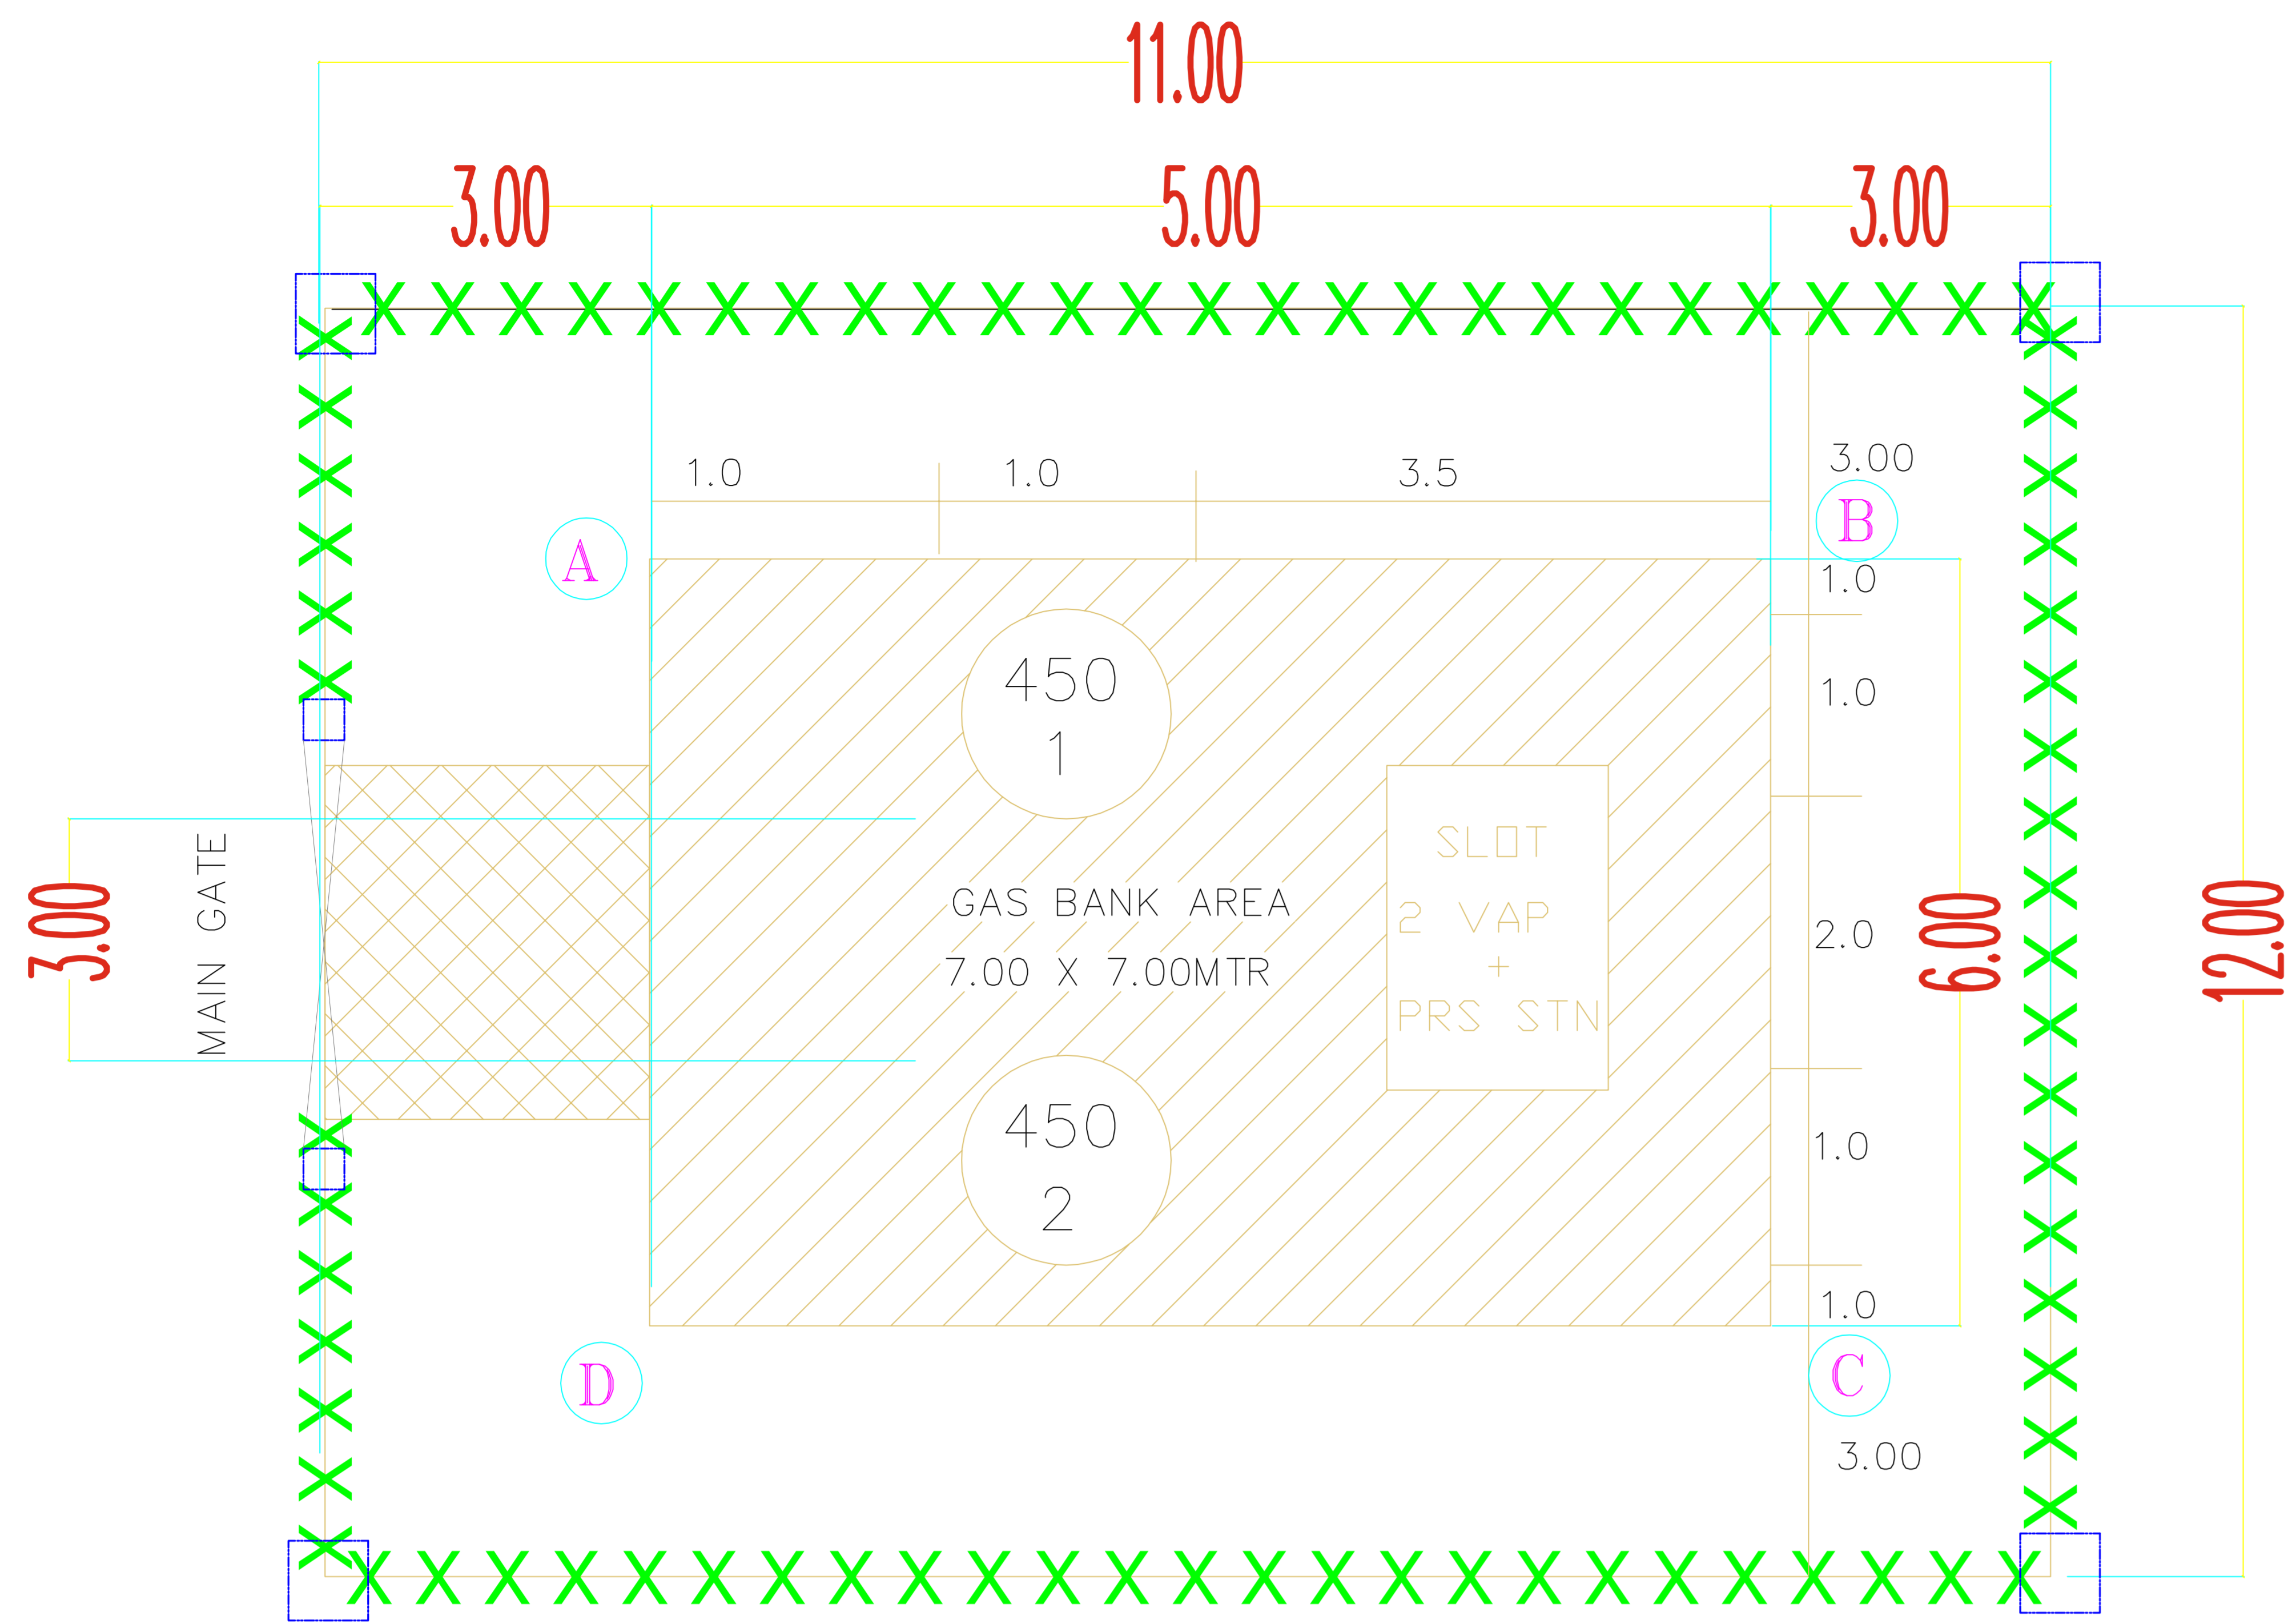 11.00
3.00 5.00 3.00
1.0 1.0 3.5 3.00
A B
1.0
450
1
1.0
SLOT
GAS BANK AREA
2 VAP
7.00 X 7.00MTR
+
PRS STN
MAIN GATE
3.00
2.0
6.00
12.00
450
2
1.0
1.0
D C
3.00